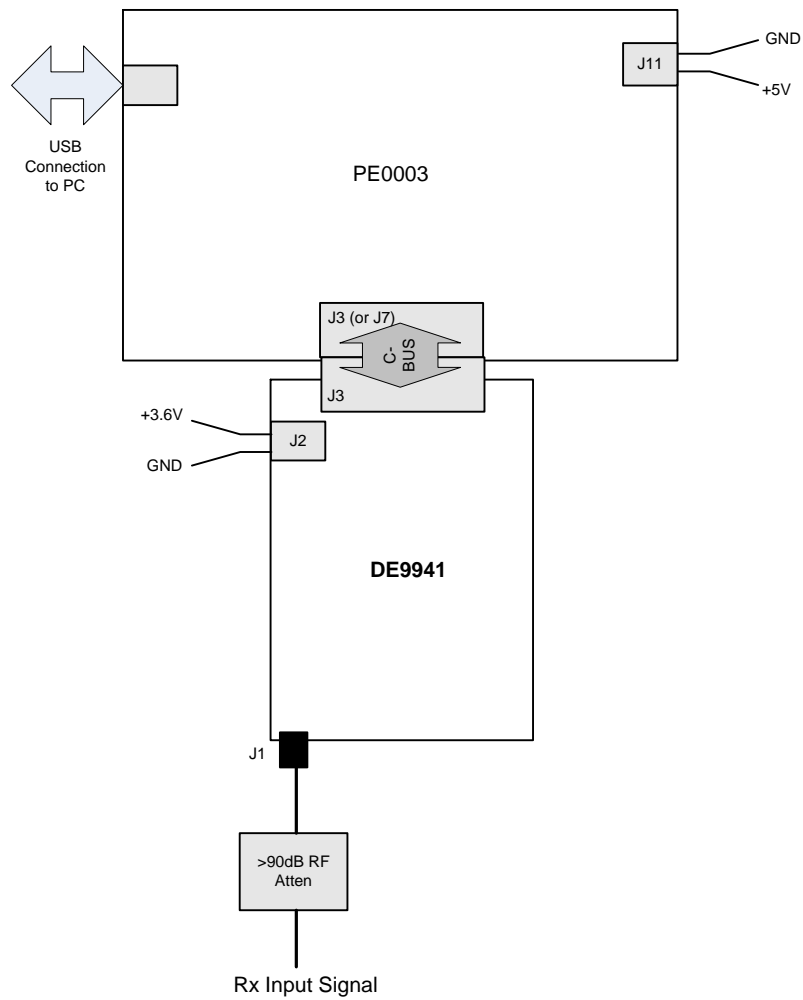 GND
J11
+5V
USB
Connection
to PC
PE0003
J3 (or J7)
C-
BUS
J3
+3.6V
J2
GND
DE9941
J1
>90dB RF
Atten
Rx Input Signal